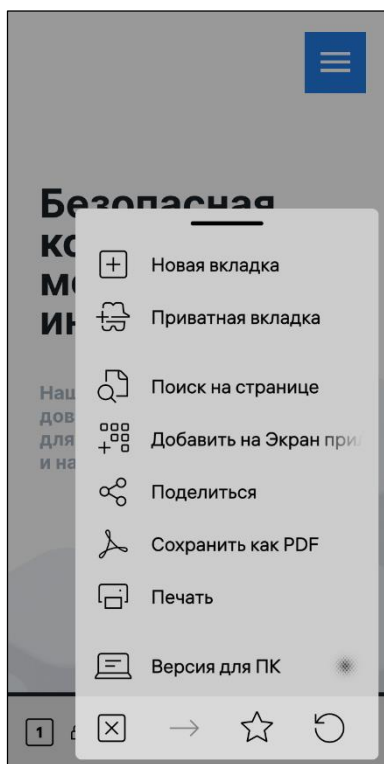 Безопасная
Новая вкладка
Приватная вкладка
Поиск на странице
Добавить на Экран
Поделиться
Сохранить как PDF
Печать
Версия для ПК
1